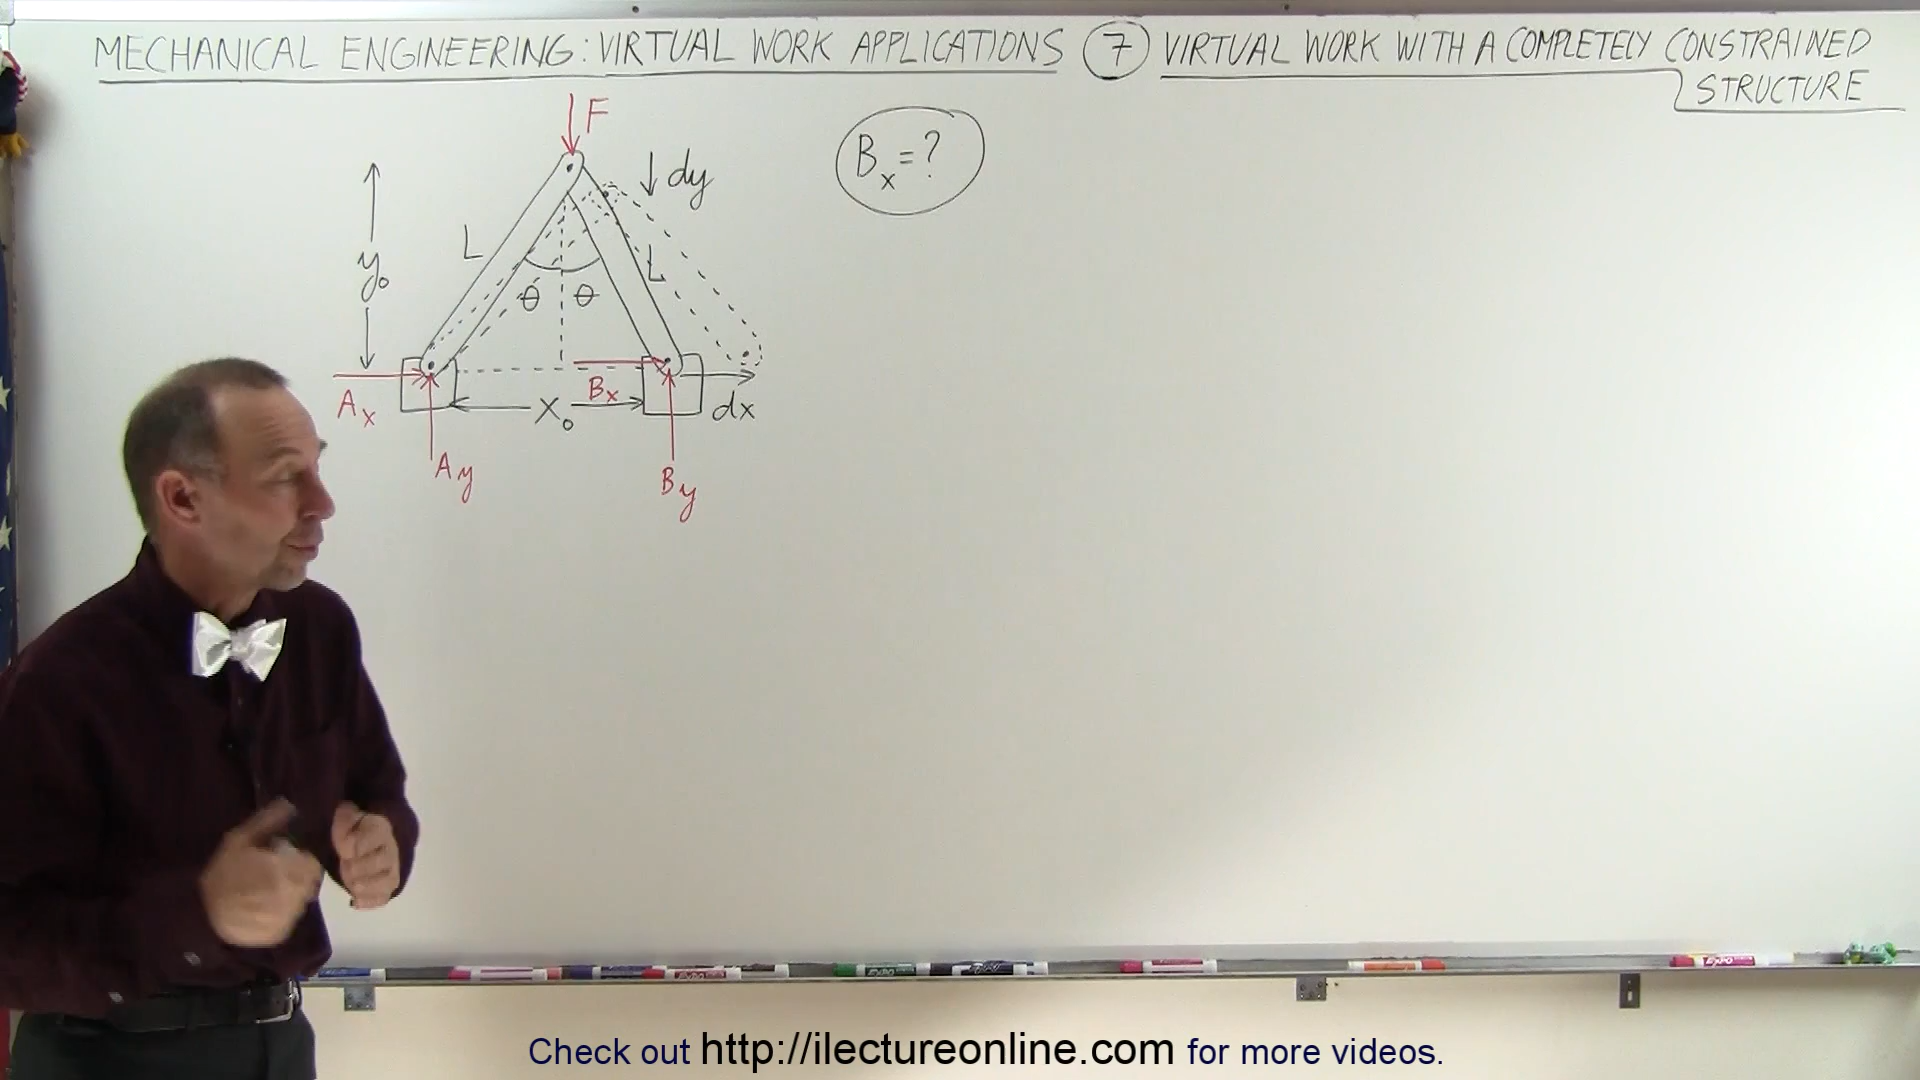 MECHANICAL ENGINEERING: VIRTUAL WORK APPLICATIONS (7) VIRTUAL WORK WITH A COMPLETELY CONSTRAINED
STRUCTURE
F
Bx = ?
dy
L
y₀
L
θ θ
Ax
Bx
X₀
dx
Ay
By
EXPO
Check out http://ilectureonline.com for more videos.